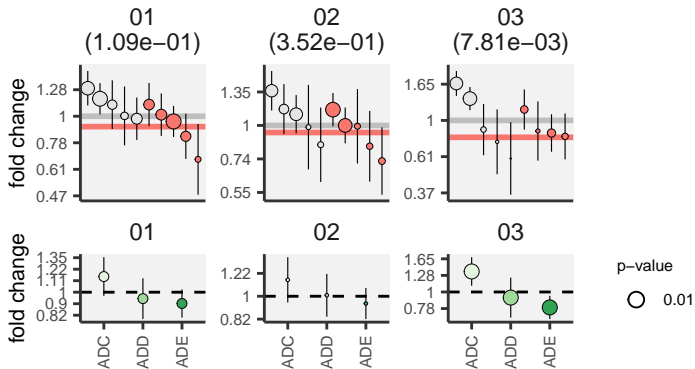 01
(1.09e−01)
02
(3.52e−01)
03
(7.81e−03)
fold change
1.28
1
0.78
0.61
0.47
1.35
1
0.74
0.55
1.65
1
0.61
0.37
01
02
03
fold change
1.35
1.22
1.11
1
0.9
0.82
1.22
1
0.82
1.65
1.28
1
0.78
ADC
ADD
ADE
ADC
ADD
ADE
ADC
ADD
ADE
p−value
0.01